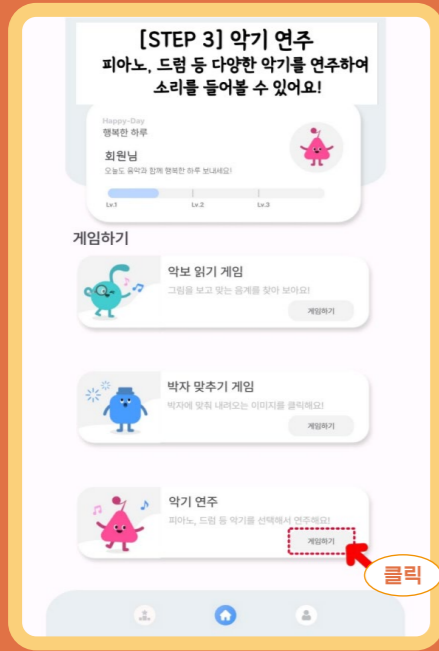 [STEP 3] 악기 연주
피아노, 드럼 등 다양한 악기를 연주하여
소리를 들어볼 수 있어요!
Happy-Day
행복한 하루
회원님
오늘도 음악과 함께 행복한 하루 보내세요!
Lv.1 Lv.2 Lv.3
게임하기
악보 읽기 게임
그림을 보고 맞는 음계를 찾아 보아요!
게임하기
박자 맞추기 게임
박자에 맞춰 내려오는 이미지를 클릭해요!
게임하기
악기 연주
피아노, 드럼 등 악기를 선택해서 연주해요!
게임하기
클릭